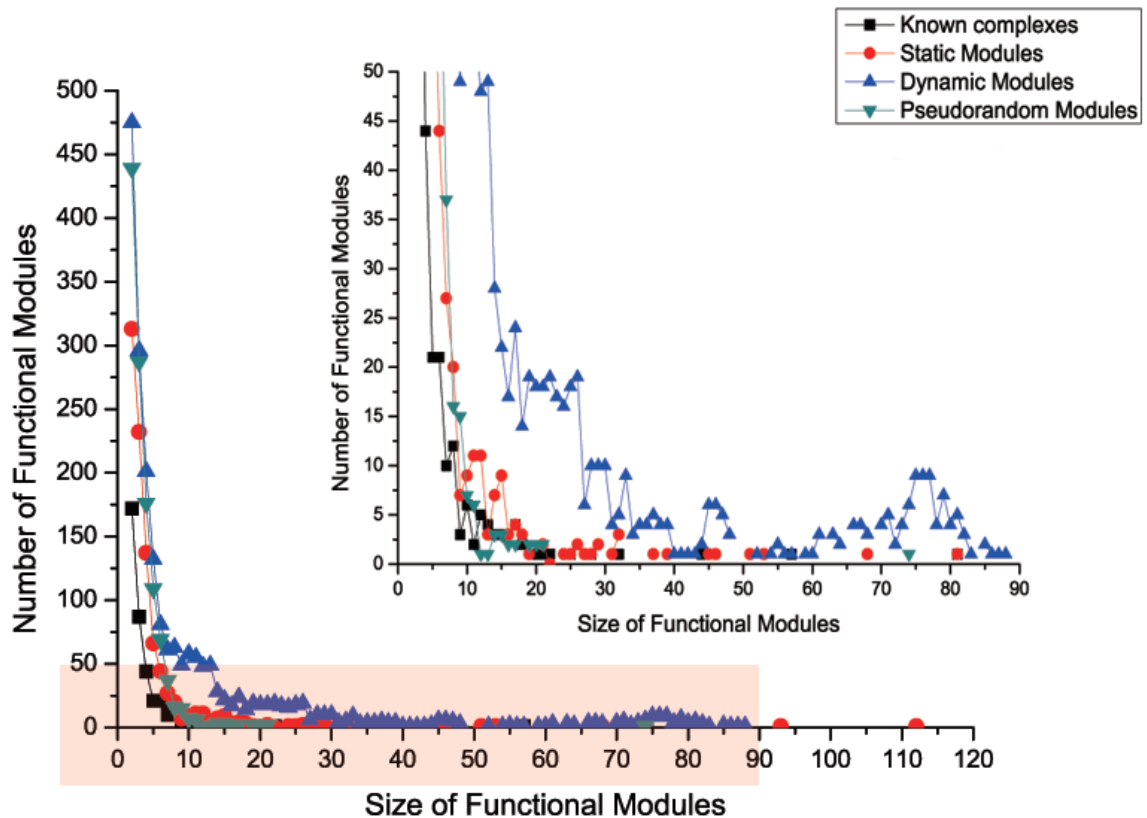 Known complexes
Static Modules
Dynamic Modules
Pseudorandom Modules
Number of Functional Modules
500
450
400
350
300
250
200
150
100
50
0
0 10 20 30 40 50 60 70 80 90 100 110 120
Size of Functional Modules
Number of Functional Modules
50
45
40
35
30
25
20
15
10
5
0
0 10 20 30 40 50 60 70 80 90
Size of Functional Modules